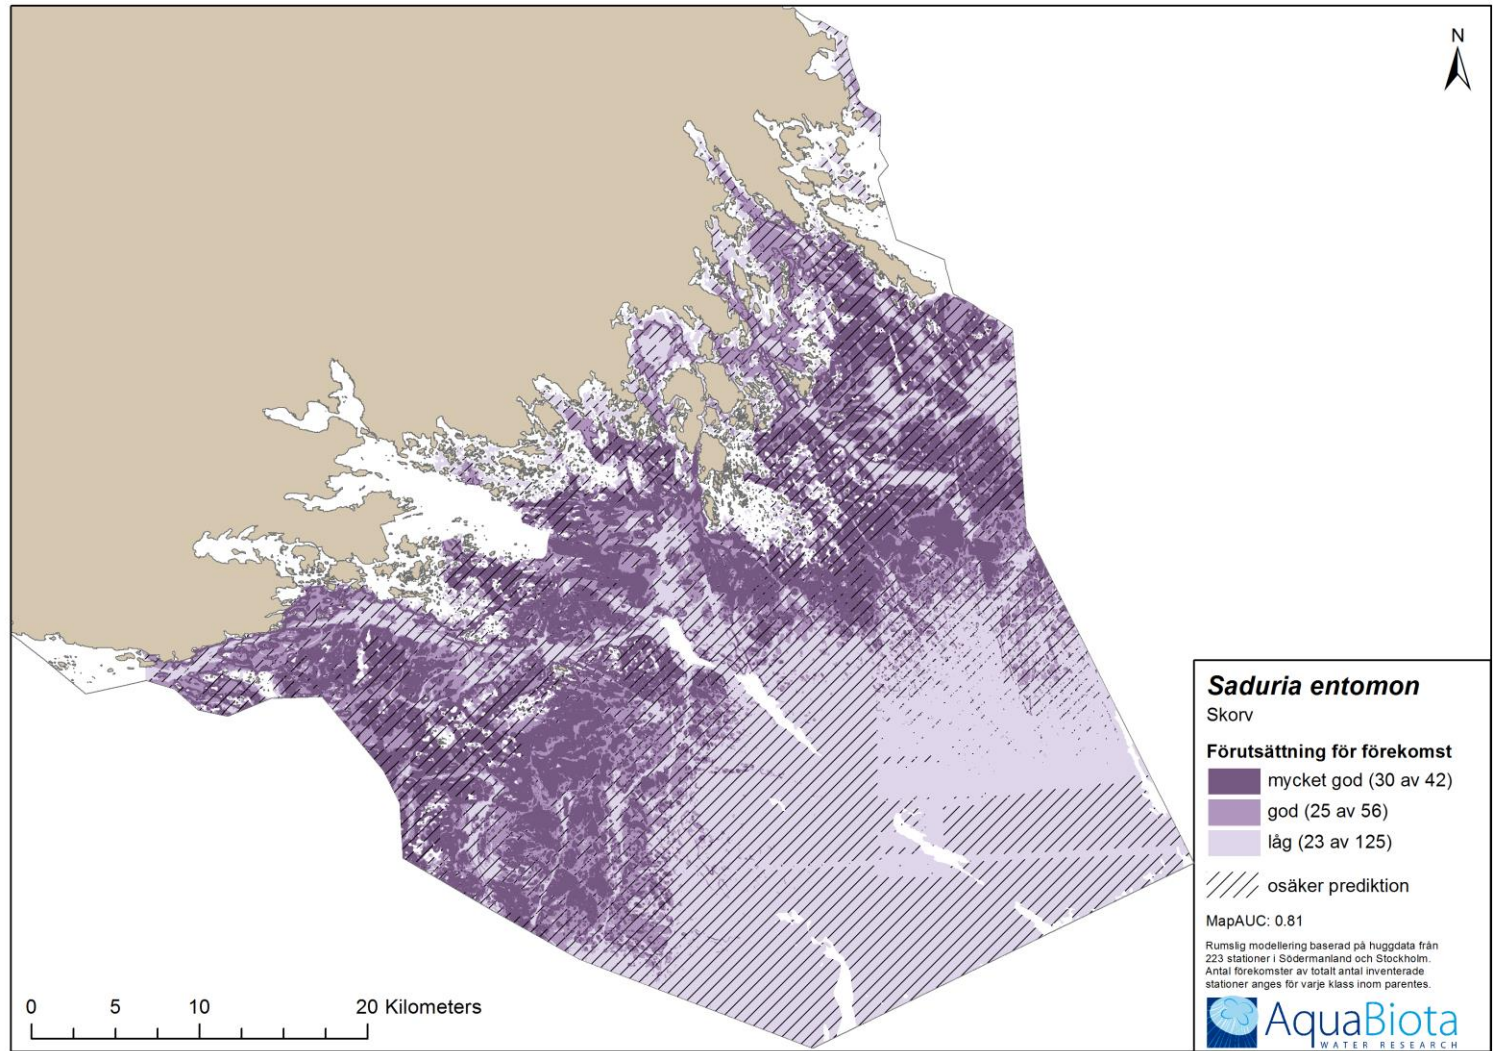 N
Saduria entomon
Skorv
Förutsättning för förekomst
mycket god (30 av 42)
god (25 av 56)
låg (23 av 125)
osäker prediktion
MapAUC: 0.81
Rumslig modellering baserad på huggdata från
223 stationer i Södermanland och Stockholm.
Antal förekomster av totalt antal inventerade
stationer anges för varje klass inom parentes.
AquaBiota
WATER RESEARCH
0 5 10 20 Kilometers